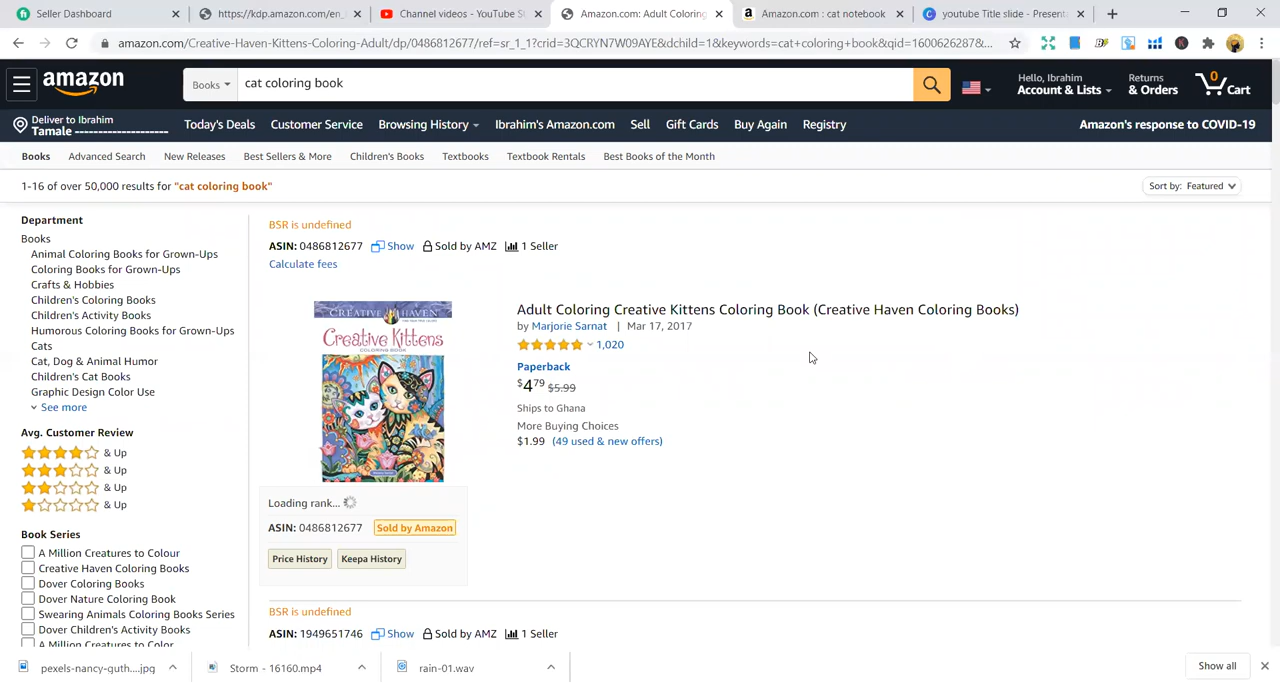 Seller Dashboard
https://kdp.amazon.com/en_
Channel videos - YouTube S
Amazon.com: Adult Coloring
Amazon.com : cat notebook
youtube Title slide - Present
amazon.com/Creative-Haven-Kittens-Coloring-Adult/dp/0486812677/ref=sr_1_1?crid=3QCRYN7W09AYE&dchild=1&keywords=cat+coloring+book&qid=1600626287&...
amazon
Books
cat coloring book
Hello, Ibrahim
Account & Lists
Returns
& Orders
0
Cart
Deliver to Ibrahim
Tamale --------------------
Today's Deals
Customer Service
Browsing History
Ibrahim's Amazon.com
Sell
Gift Cards
Buy Again
Registry
Amazon's response to COVID-19
Books
Advanced Search
New Releases
Best Sellers & More
Children's Books
Textbooks
Textbook Rentals
Best Books of the Month
1-16 of over 50,000 results for "cat coloring book"
Sort by: Featured
Department
Books
Animal Coloring Books for Grown-Ups
Coloring Books for Grown-Ups
Crafts & Hobbies
Children's Coloring Books
Children's Activity Books
Humorous Coloring Books for Grown-Ups
Cats
Cat, Dog & Animal Humor
Children's Cat Books
Graphic Design Color Use
See more
Avg. Customer Review
& Up
& Up
& Up
& Up
Book Series
A Million Creatures to Colour
Creative Haven Coloring Books
Dover Coloring Books
Dover Nature Coloring Book
Swearing Animals Coloring Books Series
Dover Children's Activity Books
A Million Creatures to Color
BSR is undefined
ASIN: 0486812677 Show Sold by AMZ 1 Seller
Calculate fees
CREATIVE HAVEN
Creative Kittens
COLORING BOOK
Adult Coloring Creative Kittens Coloring Book (Creative Haven Coloring Books)
by Marjorie Sarnat | Mar 17, 2017
1,020
Paperback
$4.79 $5.99
Ships to Ghana
More Buying Choices
$1.99 (49 used & new offers)
Loading rank...
ASIN: 0486812677 Sold by Amazon
Price History
Keepa History
BSR is undefined
ASIN: 1949651746 Show Sold by AMZ 1 Seller
pexels-nancy-guth....jpg
Storm - 16160.mp4
rain-01.wav
Show all